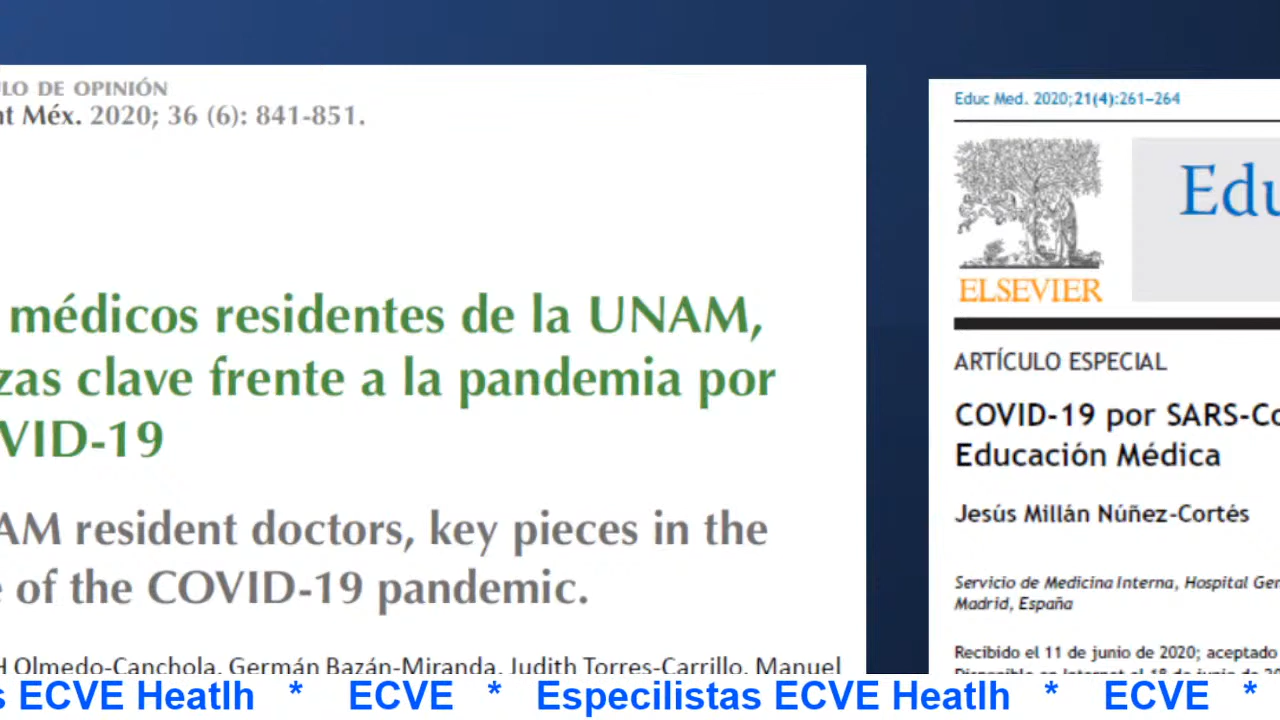 LO DE OPINIÓN
nt Méx. 2020; 36 (6): 841-851.
médicos residentes de la UNAM,
zas clave frente a la pandemia por
VID-19
AM resident doctors, key pieces in the
e of the COVID-19 pandemic.
H Olmedo-Canchola, Germán Bazán-Miranda, Judith Torres-Carrillo, Manuel
Educ Med. 2020;21(4):261–264
Edu
ELSEVIER
ARTÍCULO ESPECIAL
COVID-19 por SARS-Co
Educación Médica
Jesús Millán Núñez-Cortés
Servicio de Medicina Interna, Hospital Gen
Madrid, España
Recibido el 11 de junio de 2020; aceptado
s ECVE Heatlh * ECVE * Especilistas ECVE Heatlh * ECVE *